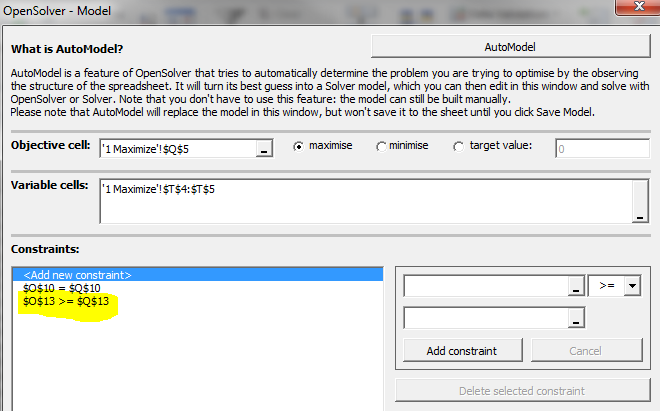 OpenSolver - Model
What is AutoModel?
AutoModel
AutoModel is a feature of OpenSolver that tries to automatically determine the problem you are trying to optimise by the observing
the structure of the spreadsheet. It will turn its best guess into a Solver model, which you can then edit in this window and solve with
OpenSolver or Solver. Note that you don't have to use this feature: the model can still be built manually.
Please note that AutoModel will replace the model in this window, but won't save it to the sheet until you click Save Model.
Objective cell: '1 Maximize'!$Q$5 _ maximise minimise target value: 0
Variable cells: '1 Maximize'!$T$4:$T$5 _
Constraints:
<Add new constraint>
$O$10 = $Q$10
$O$13 >= $Q$13
_ >=
_
Add constraint Cancel
Delete selected constraint